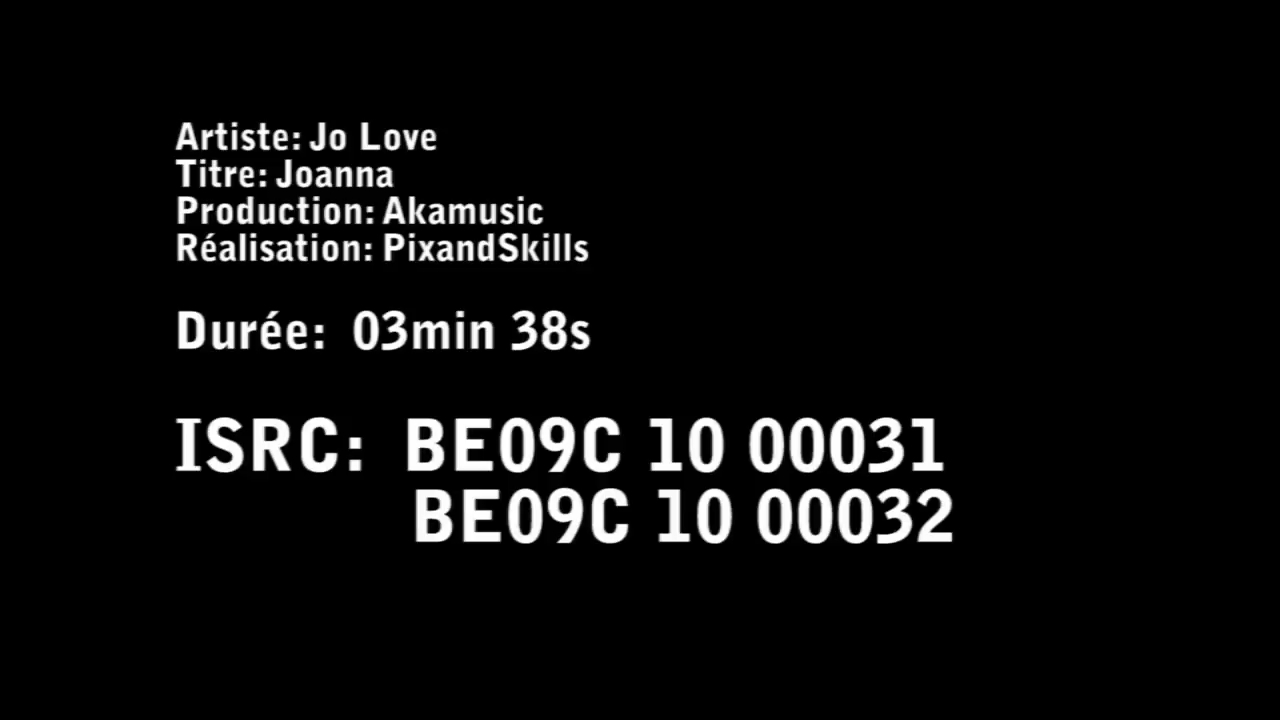 Artiste: Jo Love
Titre: Joanna
Production: Akamusic
Réalisation: PixandSkills
Durée: 03min 38s
ISRC: BE09C 10 00031
BE09C 10 00032